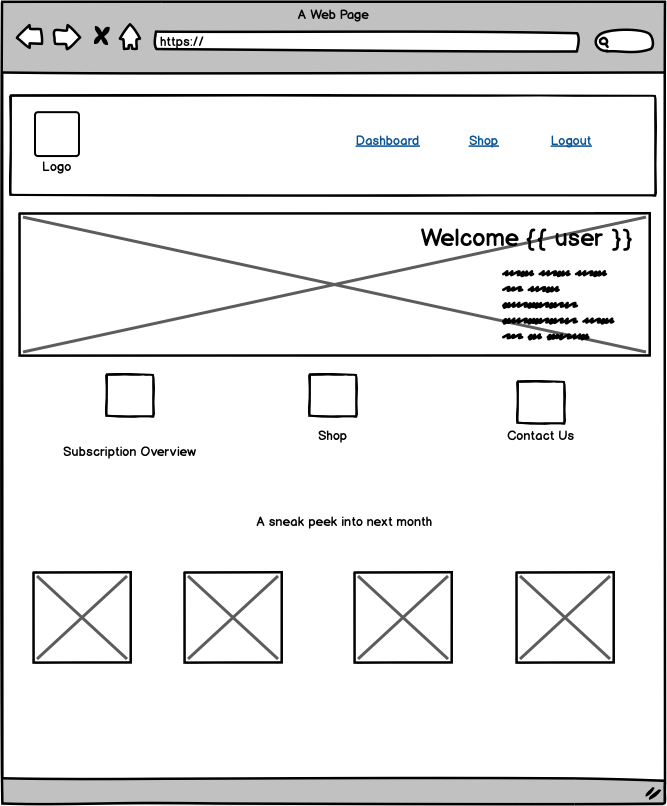 A Web Page
https://
Logo
Dashboard Shop Logout
Welcome {{ user }}
Subscription Overview
Shop
Contact Us
A sneak peek into next month